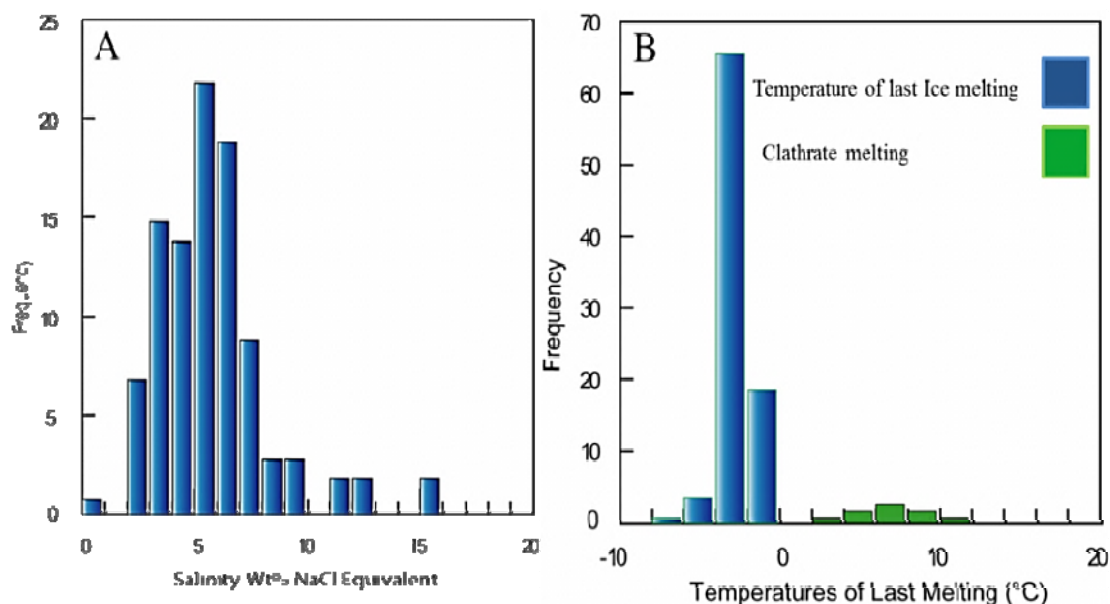 A
25
20
15
10
5
0
0 5 10 15 20
Salinity Wt% NaCl Equivalent
B
70
60
50
40
30
20
10
0
Frequency
Temperature of last Ice melting
Clathrate melting
-10 0 10 20
Temperatures of Last Melting (°C)